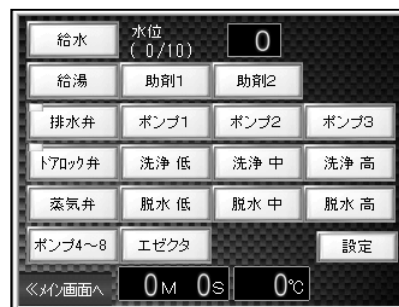 給水 水位 0
( 0/10)
給湯 助剤1 助剤2
排水弁 ポンプ1 ポンプ2 ポンプ3
ドアロック弁 洗浄 低 洗浄 中 洗浄 高
蒸気弁 脱水 低 脱水 中 脱水 高
ポンプ4～8 エゼクタ 設定
≪メイン画面へ 0M 0S 0℃